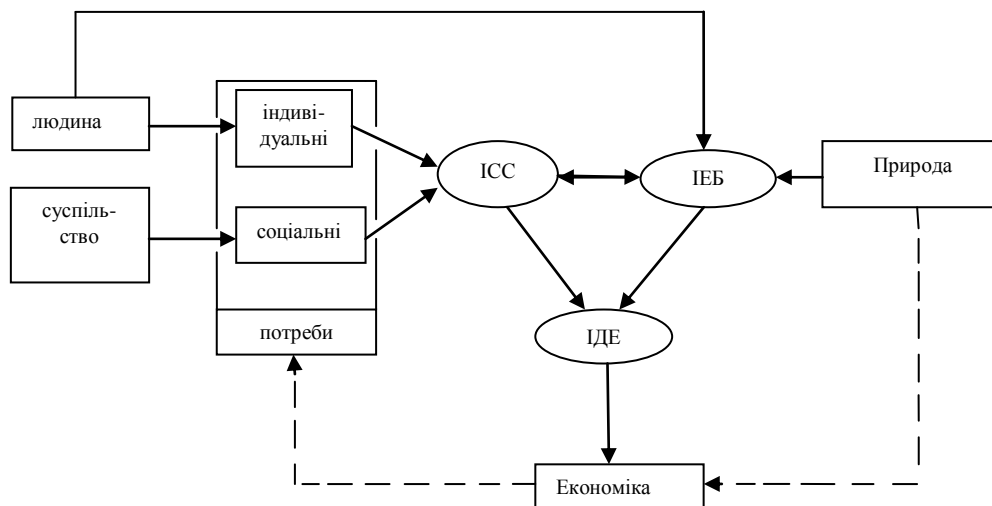 людина
суспіль-
ство
індиві-
дуальні
соціальні
потреби
ІСС
ІЕБ
Природа
ІДЕ
Економіка